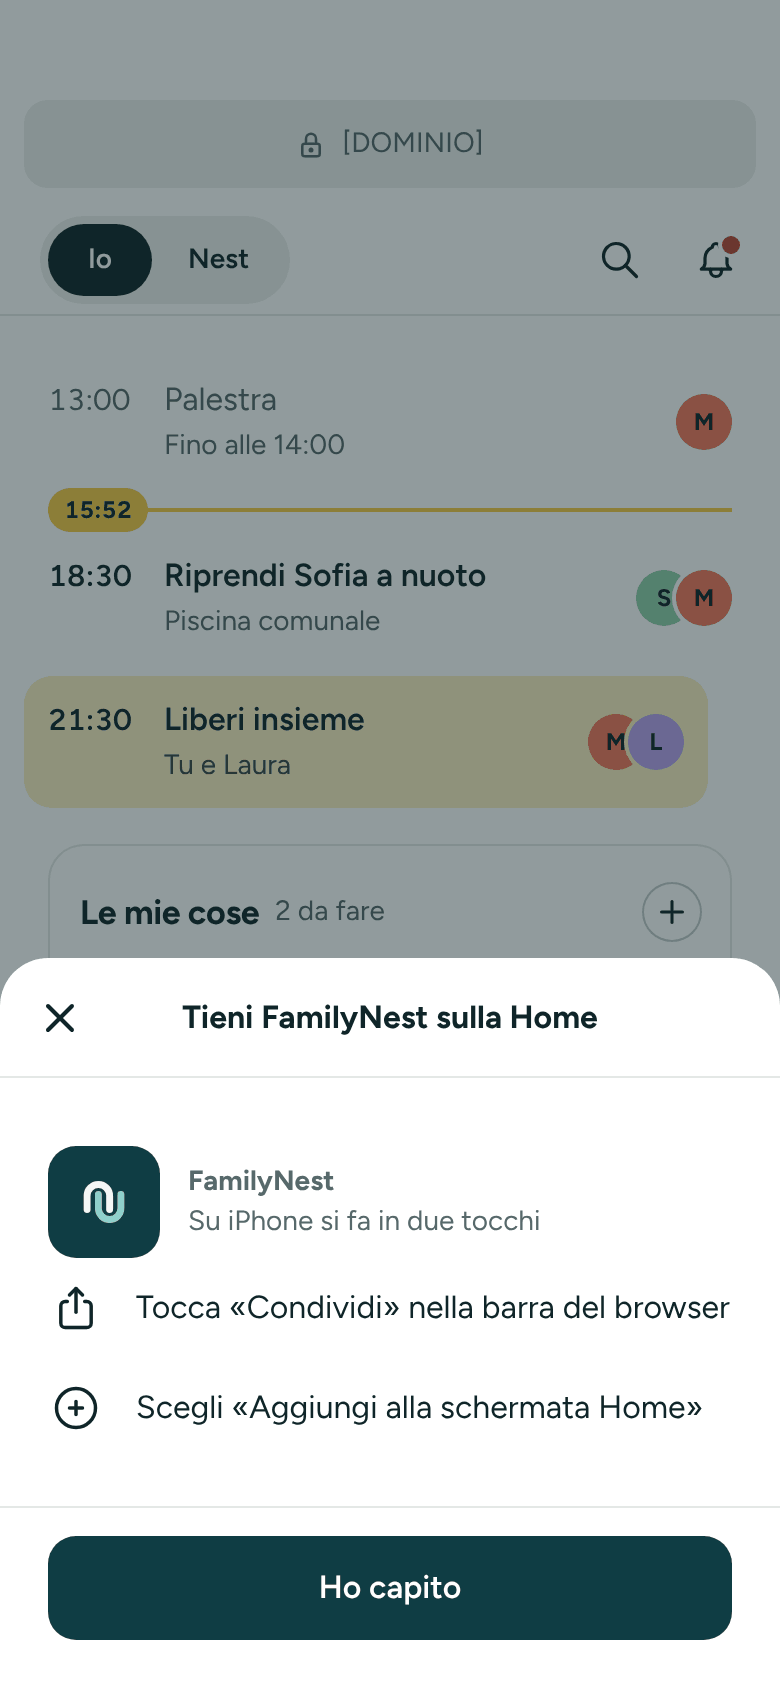 [DOMINIO]
Io
Nest
13:00
Palestra
M
Fino alle 14:00
15:52
18:30
Riprendi Sofia a nuoto
S
M
Piscina comunale
21:30
Liberi insieme
M
L
Tu e Laura
Le mie cose
2 da fare
Tieni FamilyNest sulla Home
FamilyNest
Su iPhone si fa in due tocchi
Tocca «Condividi» nella barra del browser
Scegli «Aggiungi alla schermata Home»
Ho capito